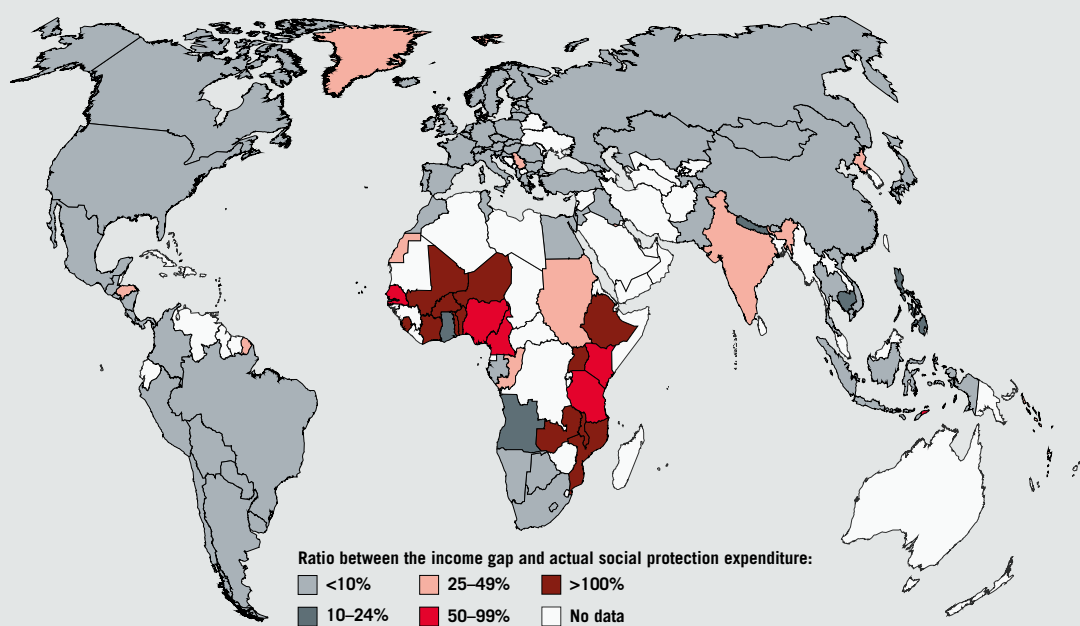 Ratio between the income gap and actual social protection expenditure:
<10% 25–49% >100%
10–24% 50–99% No data